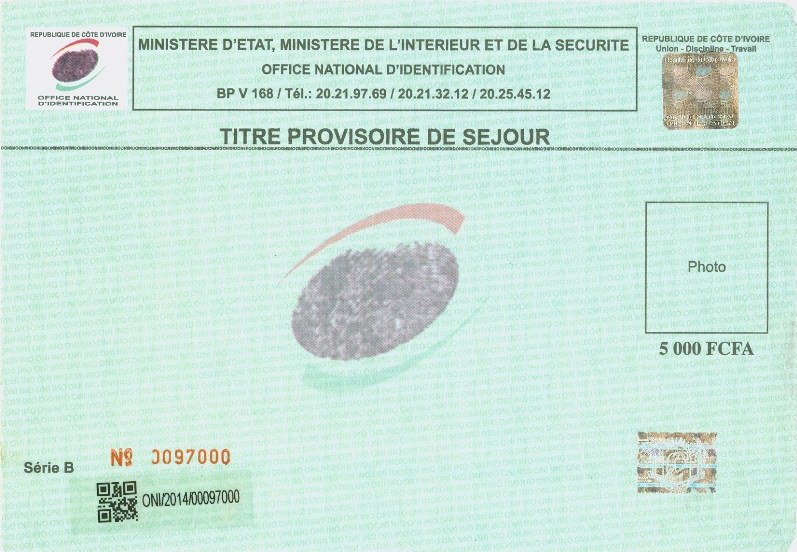 REPUBLIQUE DE CÔTE D'IVOIRE
OFFICE NATIONAL
D'IDENTIFICATION
MINISTERE D'ETAT, MINISTERE DE L'INTERIEUR ET DE LA SECURITE
OFFICE NATIONAL D'IDENTIFICATION
BP V 168 / Tél.: 20.21.97.69 / 20.21.32.12 / 20.25.45.12
REPUBLIQUE DE CÔTE D'IVOIRE
Union - Discipline - Travail
TITRE PROVISOIRE DE SEJOUR
Photo
5 000 FCFA
Série B
Nº 0097000
ONI/2014/00097000